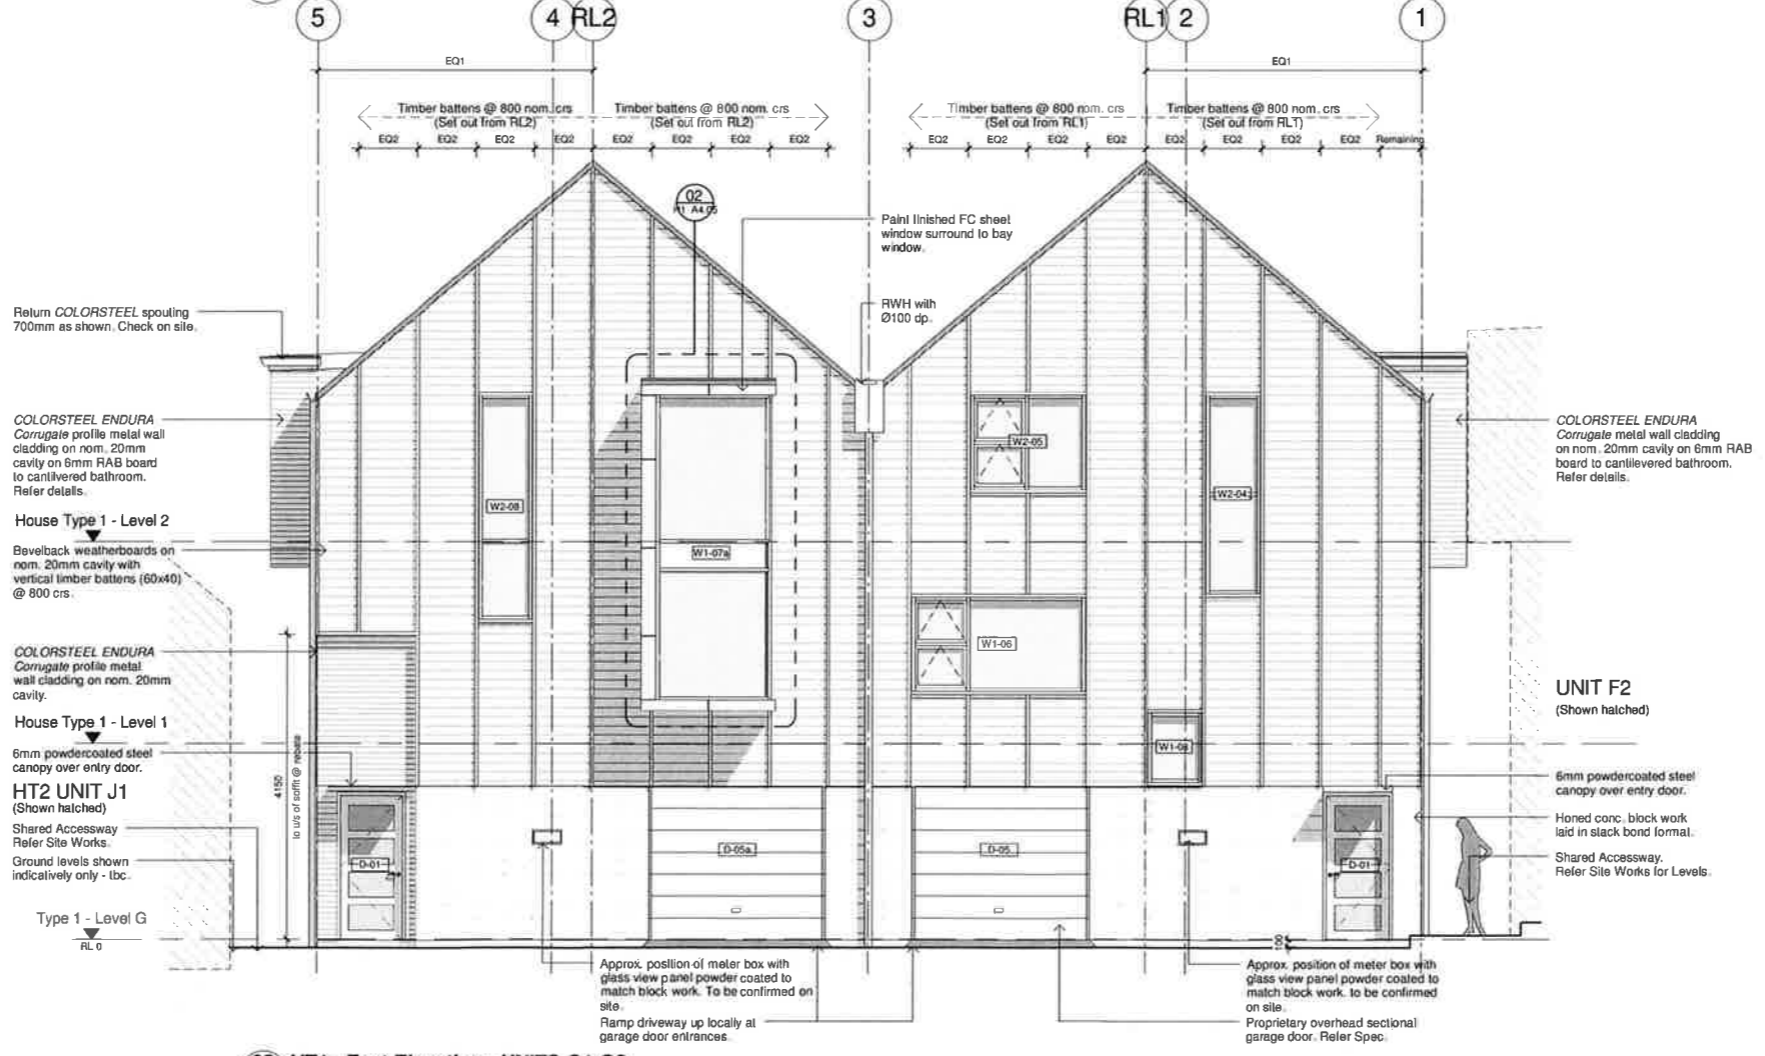 5
4
RL2
3
RL1
2
1
EQ1
EQ1
Timber battens @ 800 nom. crs
(Set out from RL2)
Timber battens @ 800 nom. crs
(Set out from RL2)
Timber battens @ 800 nom. crs
(Set out from RL1)
Timber battens @ 800 nom. crs
(Set out from RL1)
EQ2 EQ2 EQ2 EQ2 EQ2 EQ2 EQ2 EQ2
EQ2 EQ2 EQ2 EQ2 EQ2 EQ2 EQ2 EQ2 Remaining
02
A4.05
Paint finished FC sheet
window surround to bay
window.
RWH with
Ø100 dp.
Return COLORSTEEL spouting
700mm as shown. Check on site.
COLORSTEEL ENDURA
Corrugate profile metal wall
cladding on nom. 20mm
cavity on 6mm RAB board
to cantilvered bathroom.
Refer details.
House Type 1 - Level 2
Bevelback weatherboards on
nom. 20mm cavity with
vertical timber battens (60x40)
@ 800 crs.
COLORSTEEL ENDURA
Corrugate profile metal
wall cladding on nom. 20mm
cavity.
House Type 1 - Level 1
6mm powdercoated steel
canopy over entry door.
HT2 UNIT J1
(Shown hatched)
Shared Accessway
Refer Site Works.
Ground levels shown
indicatively only - tbc.
Type 1 - Level G
RL 0
4150
to u/s of soffit @ rebate
W2-08
W1-07a
W2-05
W2-04
W1-06
D-01
D-05a
D-05
D-01
100
COLORSTEEL ENDURA
Corrugate metal wall cladding
on nom. 20mm cavity on 6mm RAB
board to cantilevered bathroom.
Refer details.
UNIT F2
(Shown hatched)
6mm powdercoated steel
canopy over entry door.
Honed conc. block work
laid in stack bond format.
Shared Accessway.
Refer Site Works for Levels.
Approx. position of meter box with
glass view panel powder coated to
match block work. To be confirmed on
site.
Ramp driveway up locally at
garage door entrances.
Approx. position of meter box with
glass view panel powder coated to
match block work. to be confirmed
on site.
Proprietary overhead sectional
garage door. Refer Spec.